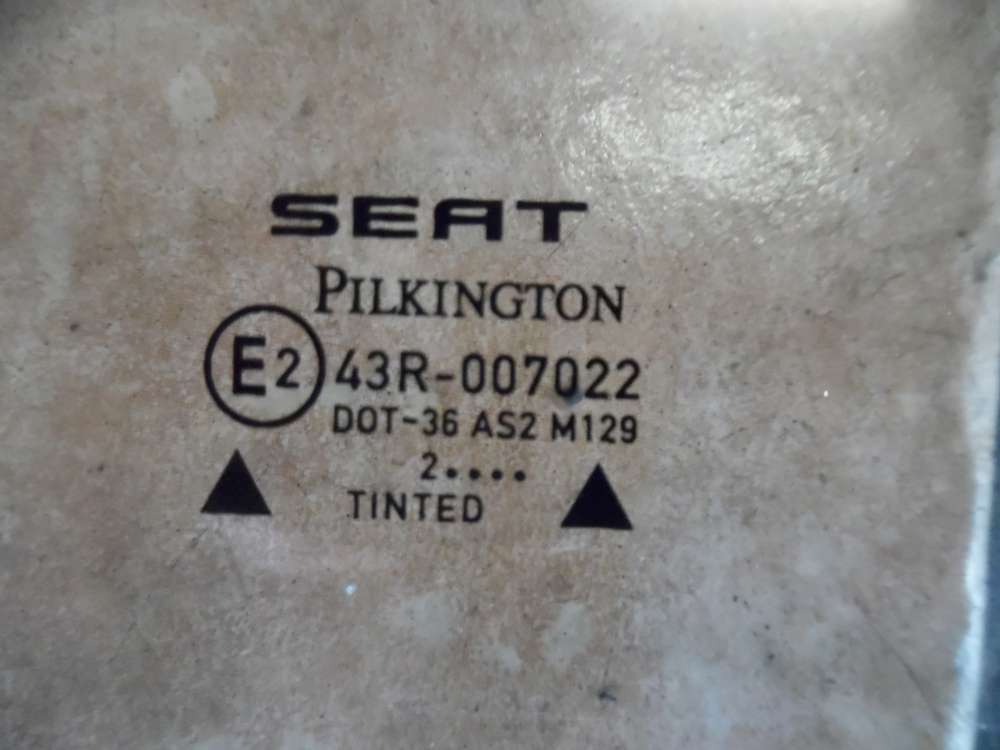 SEAT
PILKINGTON
E2 43R-007022
DOT-36 AS2 M129
2....
TINTED